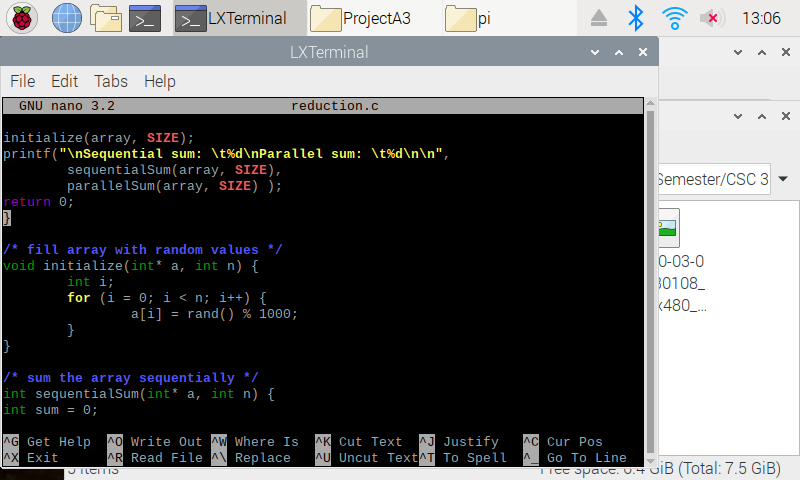 LXTerminal ProjectA3 pi 13:06
LXTerminal
File Edit Tabs Help
GNU nano 3.2 reduction.c
initialize(array, SIZE);
printf("\nSequential sum: \t%d\nParallel sum: \t%d\n\n",
sequentialSum(array, SIZE),
parallelSum(array, SIZE) );
return 0;
}
/* fill array with random values */
void initialize(int* a, int n) {
int i;
for (i = 0; i < n; i++) {
a[i] = rand() % 1000;
}
}
/* sum the array sequentially */
int sequentialSum(int* a, int n) {
int sum = 0;
^G Get Help ^O Write Out ^W Where Is ^K Cut Text ^J Justify ^C Cur Pos
^X Exit ^R Read File ^\ Replace ^U Uncut Text ^T To Spell ^_ Go To Line
Semester/CSC 3
0-03-0
30108_
x480_...
5 items Free space: 6.4 GiB (Total: 7.5 GiB)